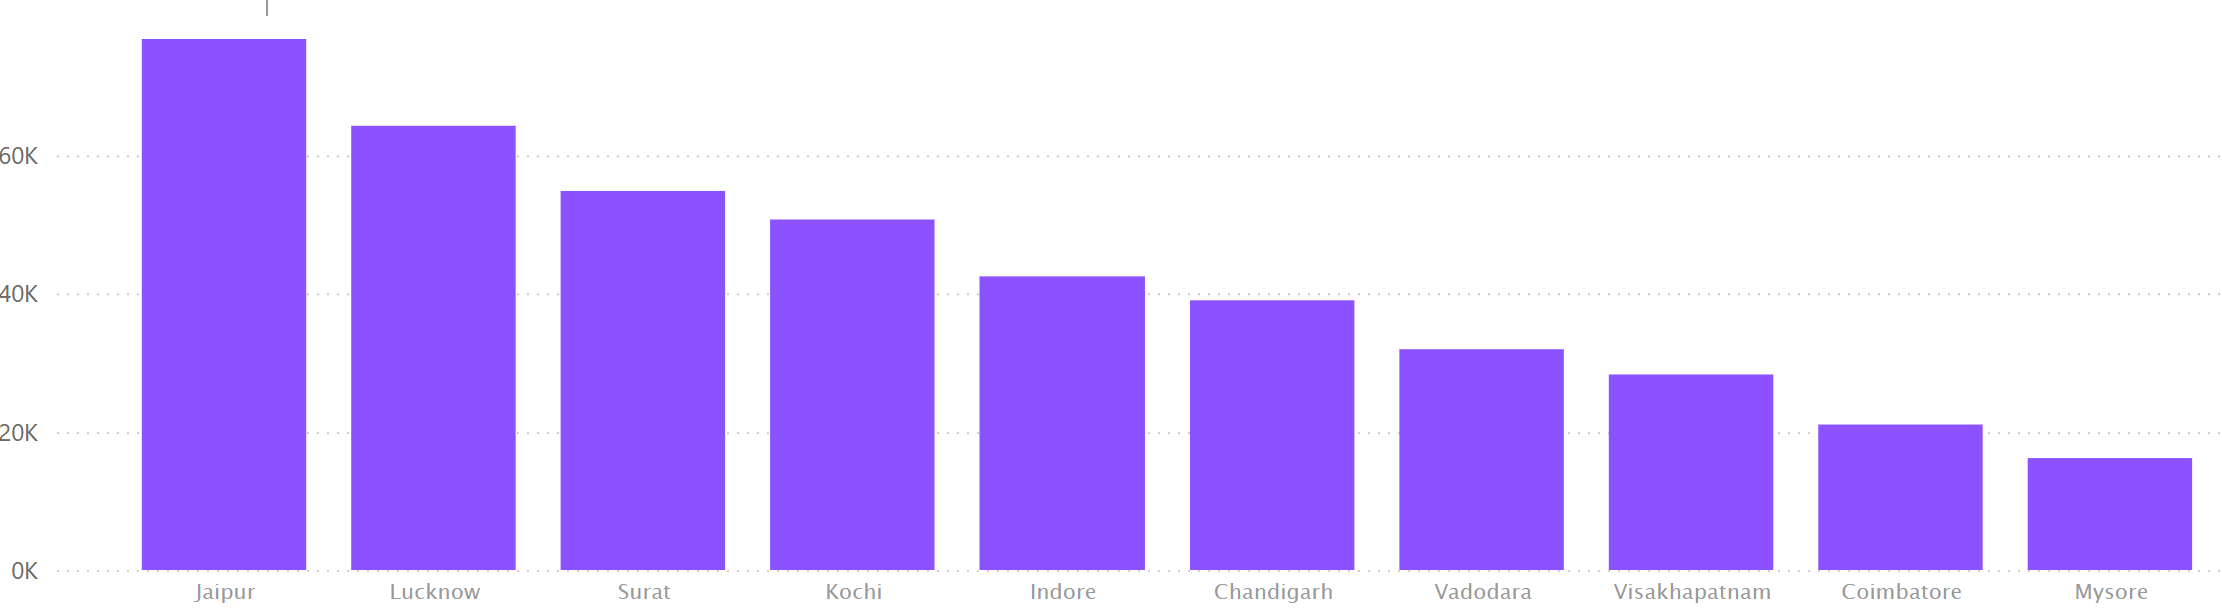 60K
40K
20K
0K
Jaipur Lucknow Surat Kochi Indore Chandigarh Vadodara Visakhapatnam Coimbatore Mysore